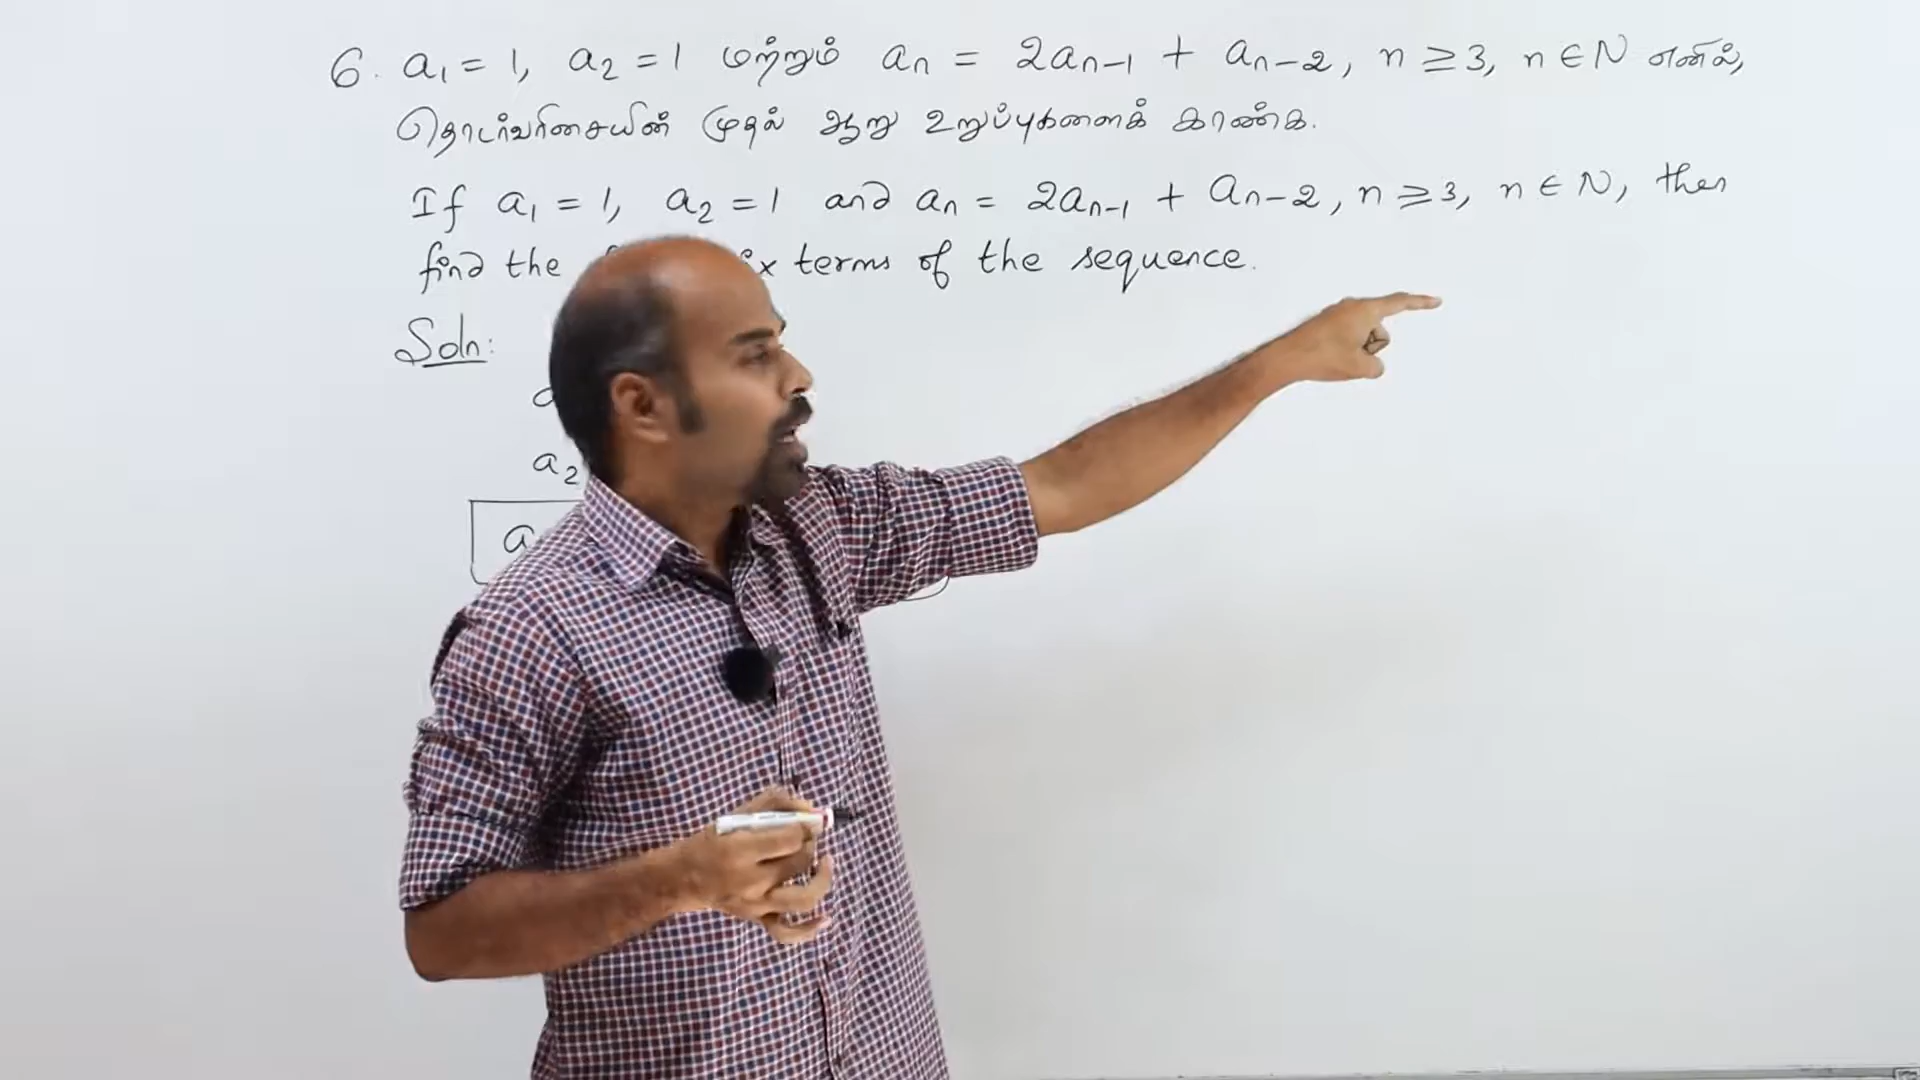 6. a₁ = 1, a₂ = 1 மற்றும் aₙ = 2aₙ₋₁ + aₙ₋₂, n ≥ 3, n ∈ N எனில்,
தொடர்வரிசையின் முதல் ஆறு உறுப்புகளைக் காண்க.
If a₁ = 1, a₂ = 1 and aₙ = 2aₙ₋₁ + aₙ₋₂, n ≥ 3, n ∈ N, then
find the terms of the sequence.
Soln:
a₂
a